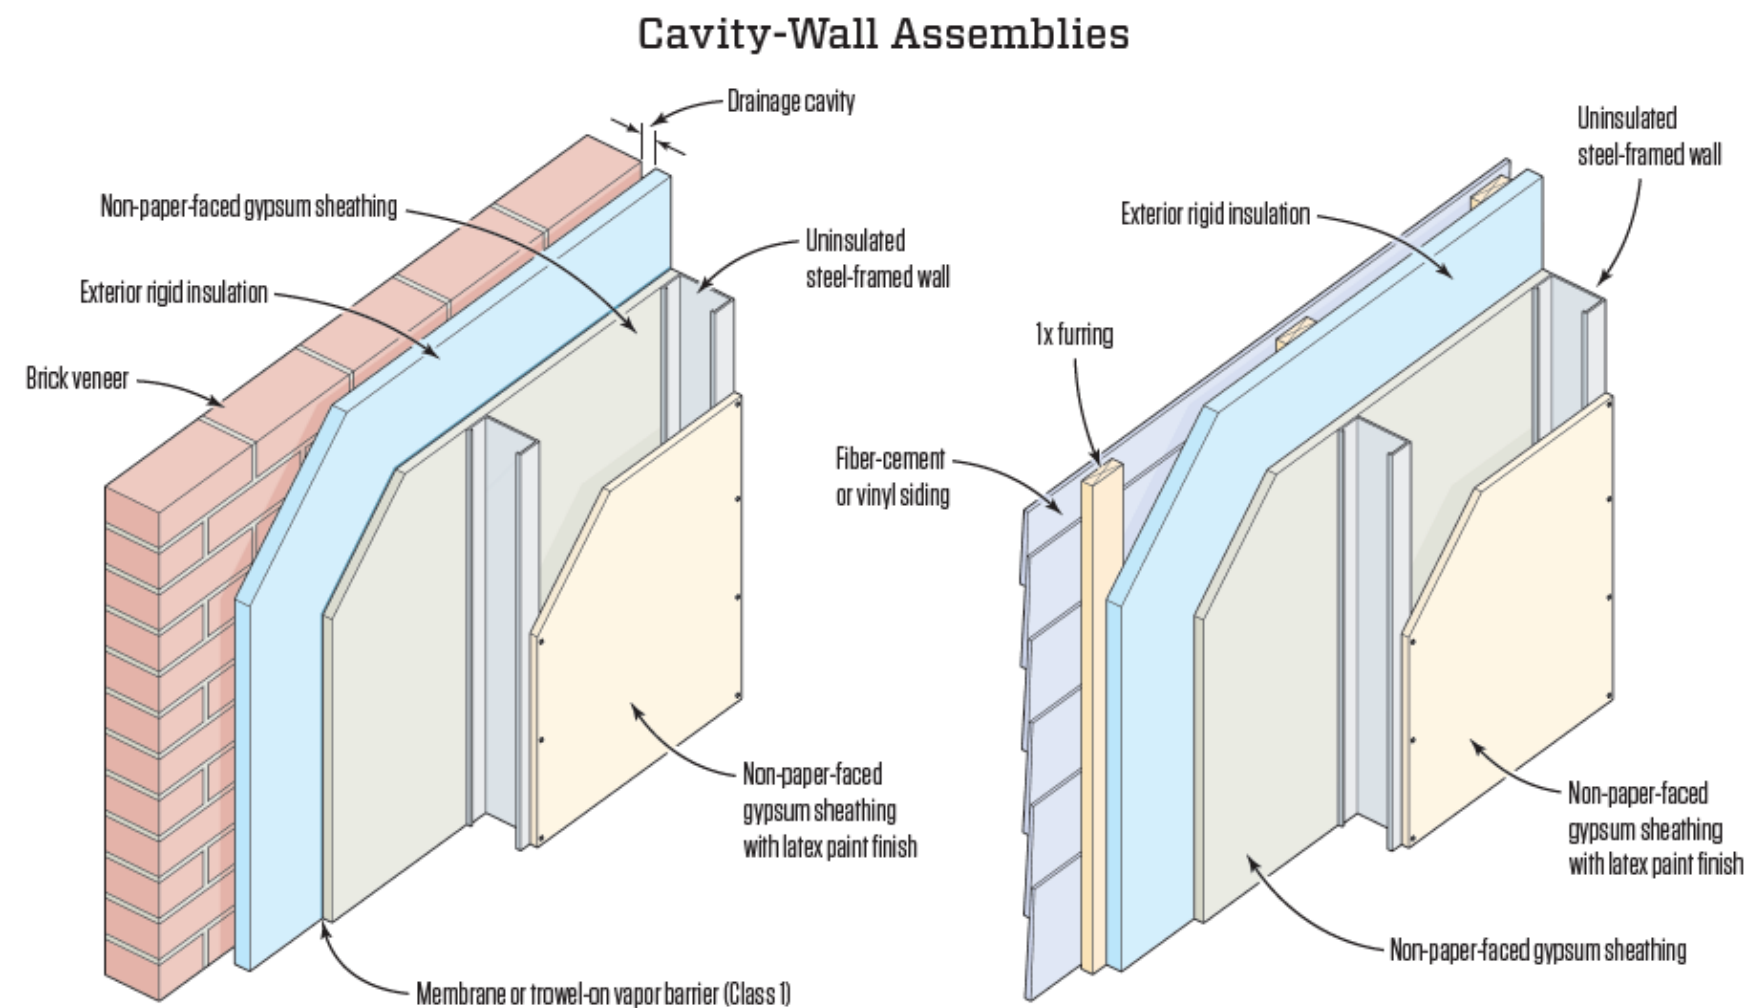 Cavity-Wall Assemblies
Drainage cavity
Non-paper-faced gypsum sheathing
Uninsulated
steel-framed wall
Exterior rigid insulation
Brick veneer
Non-paper-faced
gypsum sheathing
with latex paint finish
Membrane or trowel-on vapor barrier (Class 1)
Uninsulated
steel-framed wall
Exterior rigid insulation
1x furring
Fiber-cement
or vinyl siding
Non-paper-faced
gypsum sheathing
with latex paint finish
Non-paper-faced gypsum sheathing